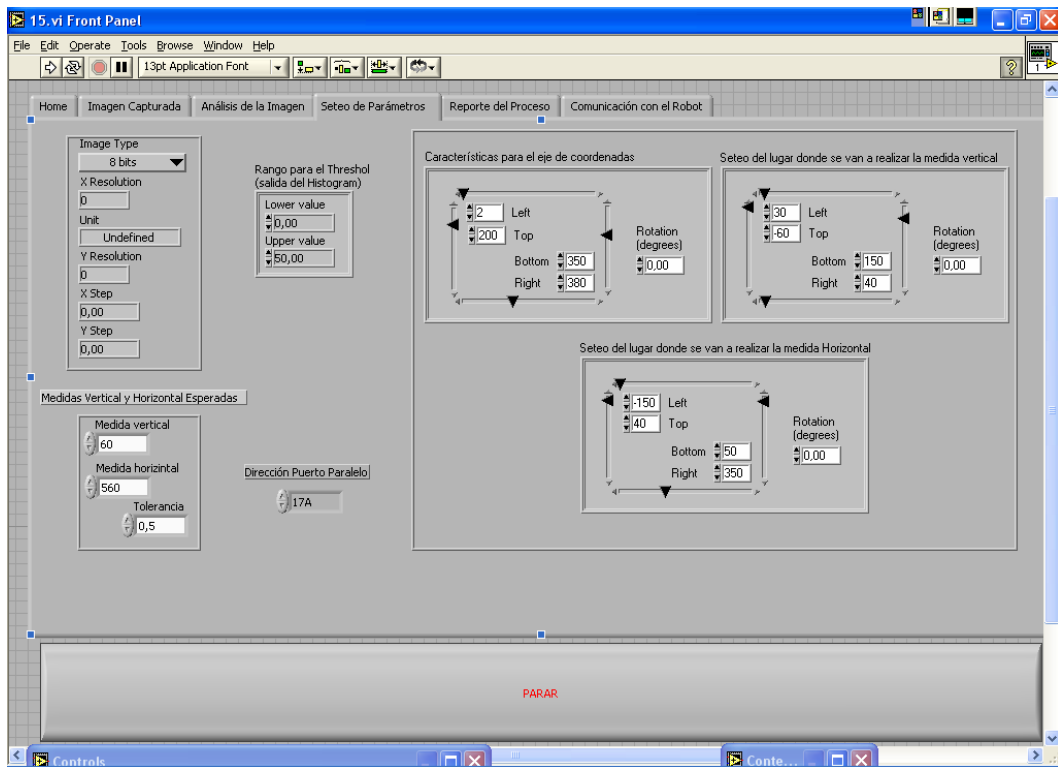 15.vi Front Panel
File Edit Operate Tools Browse Window Help
13pt Application Font
1
Home Imagen Capturada Análisis de la Imagen Seteo de Parámetros Reporte del Proceso Comunicación con el Robot
Image Type
8 bits
X Resolution
0
Unit
Undefined
Y Resolution
0
X Step
0,00
Y Step
0,00
Rango para el Threshol
(salida del Histogram)
Lower value
0,00
Upper value
50,00
Características para el eje de coordenadas
2 Left
200 Top
Bottom 350
Right 380
Rotation
(degrees)
0,00
Seteo del lugar donde se van a realizar la medida vertical
30 Left
-60 Top
Bottom 150
Right 40
Rotation
(degrees)
0,00
Seteo del lugar donde se van a realizar la medida Horizontal
-150 Left
40 Top
Bottom 50
Right 350
Rotation
(degrees)
0,00
Medidas Vertical y Horizontal Esperadas
Medida vertical
60
Medida horizintal
560
Tolerancia
0,5
Dirección Puerto Paralelo
17A
PARAR
Controls
Conte...